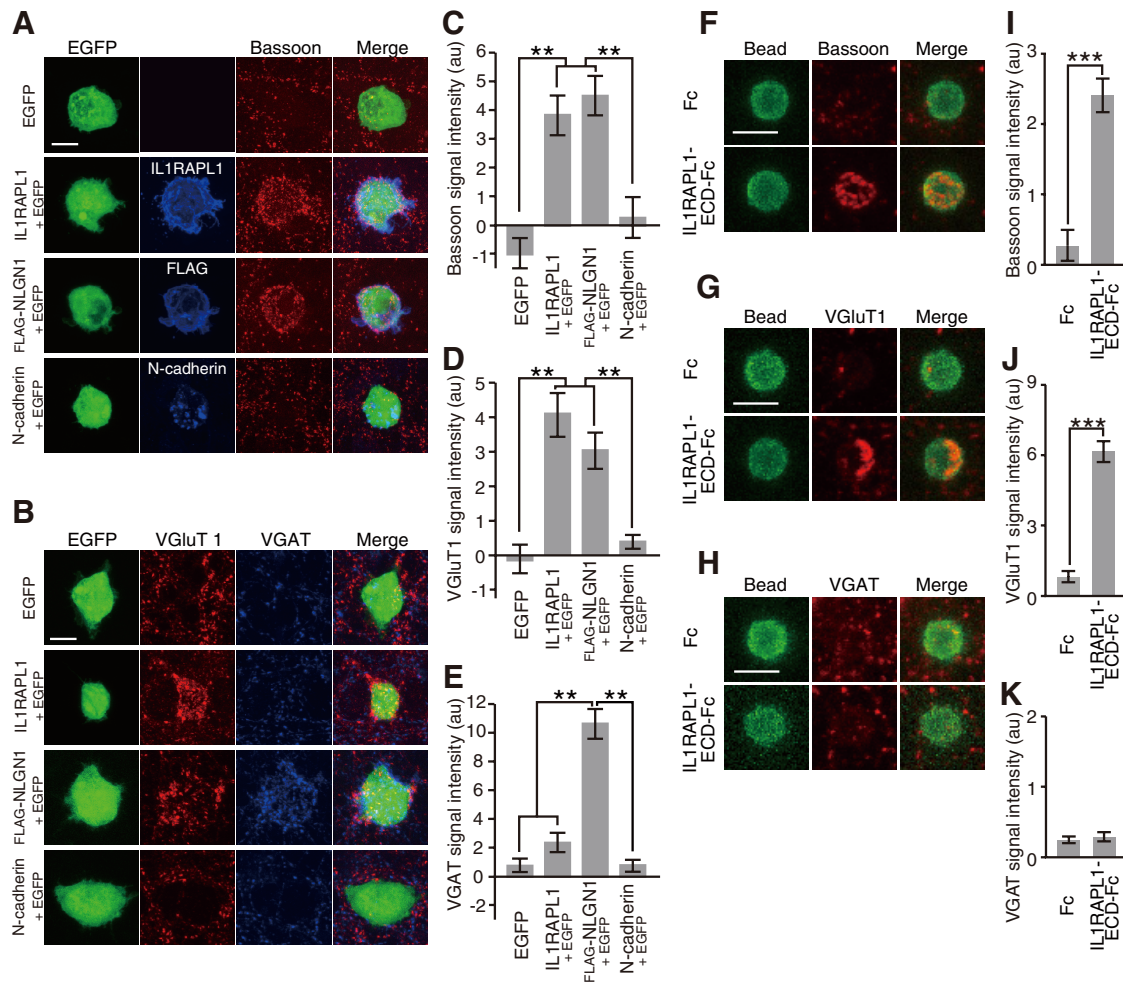 A
EGFP Bassoon Merge
EGFP
IL1RAPL1
+ EGFP
IL1RAPL1
FLAG-NLGN1
+ EGFP
FLAG
N-cadherin
+ EGFP
N-cadherin
B
EGFP VGluT 1 VGAT Merge
EGFP
IL1RAPL1
+ EGFP
FLAG-NLGN1
+ EGFP
N-cadherin
+ EGFP
C
Bassoon signal intensity (au)
6
5
4
3
2
1
0
-1
** **
EGFP
IL1RAPL1
+ EGFP
FLAG-NLGN1
+ EGFP
N-cadherin
+ EGFP
D
VGluT1 signal intensity (au)
5
4
3
2
1
0
-1
** **
EGFP
IL1RAPL1
+ EGFP
FLAG-NLGN1
+ EGFP
N-cadherin
+ EGFP
E
VGAT signal intensity (au)
12
10
8
6
4
2
0
-2
** **
EGFP
IL1RAPL1
+ EGFP
FLAG-NLGN1
+ EGFP
N-cadherin
+ EGFP
F
Bead Bassoon Merge
Fc
IL1RAPL1-
ECD-Fc
G
Bead VGluT1 Merge
Fc
IL1RAPL1-
ECD-Fc
H
Bead VGAT Merge
Fc
IL1RAPL1-
ECD-Fc
I
Bassoon signal intensity (au)
3
2
1
0
***
Fc
IL1RAPL1-
ECD-Fc
J
VGluT1 signal intensity (au)
9
6
3
0
***
Fc
IL1RAPL1-
ECD-Fc
K
VGAT signal intensity (au)
2
1
0
Fc
IL1RAPL1-
ECD-Fc